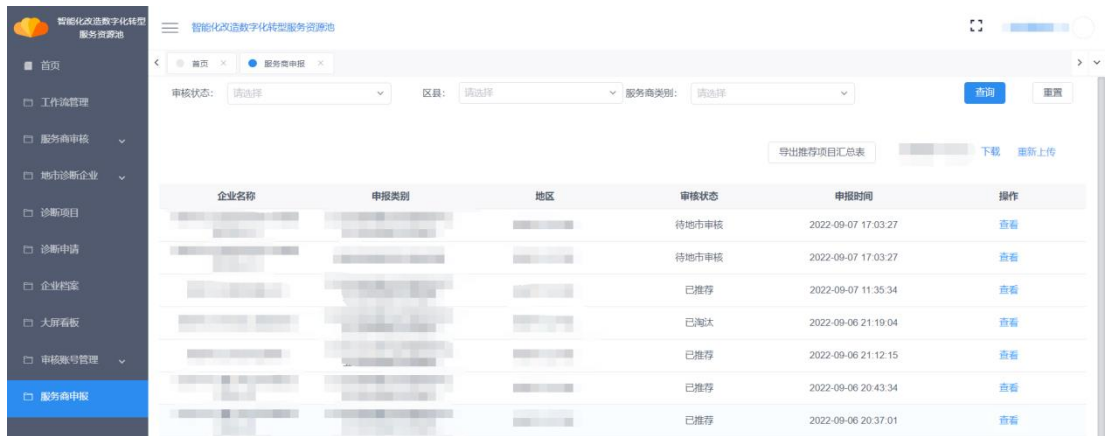 智能化改造数字化转型
服务资源池
智能化改造数字化转型服务资源池
首页
工作流管理
服务商审核
地市诊断企业
诊断项目
诊断申请
企业档案
大屏看板
审核账号管理
服务商申报
首页 × 服务商申报 ×
审核状态: 请选择 区县: 请选择 服务商类别: 请选择 查询 重置
导出推荐项目汇总表 下载 重新上传
企业名称 申报类别 地区 审核状态 申报时间 操作
待地市审核 2022-09-07 17:03:27 查看
待地市审核 2022-09-07 17:03:27 查看
已推荐 2022-09-07 11:35:34 查看
已淘汰 2022-09-06 21:19:04 查看
已推荐 2022-09-06 21:12:15 查看
已推荐 2022-09-06 20:43:34 查看
已推荐 2022-09-06 20:37:01 查看